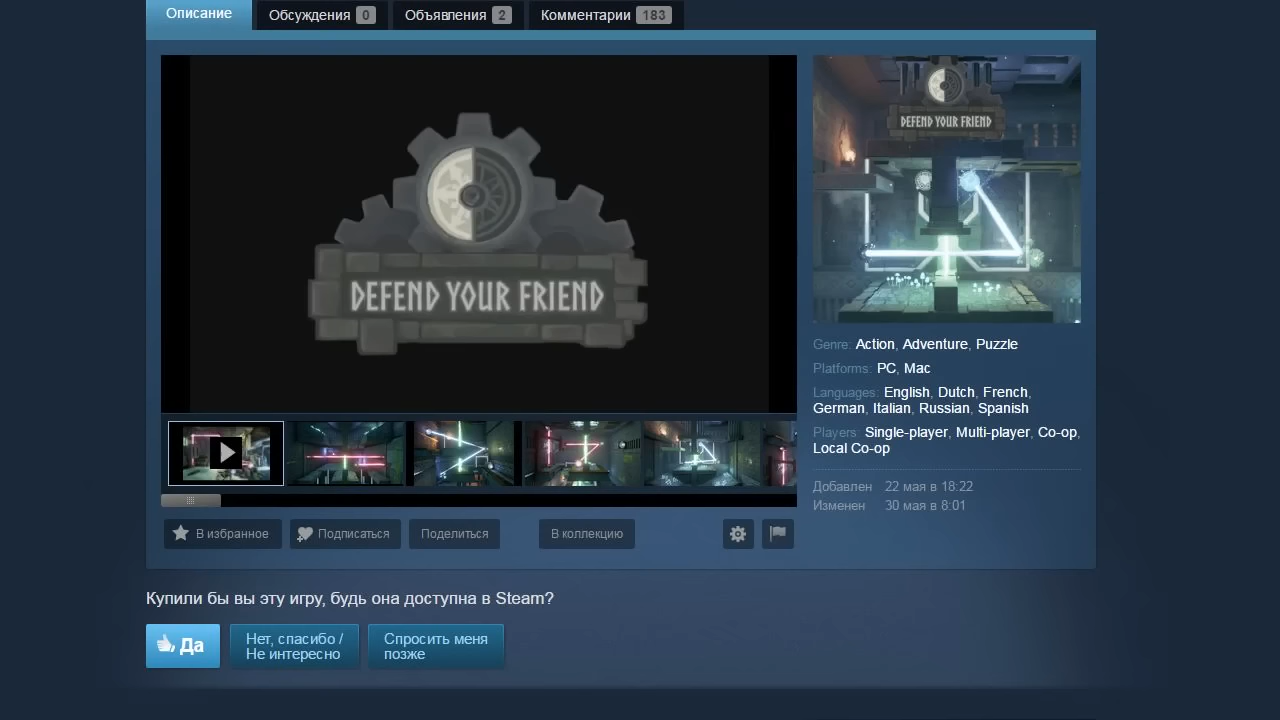 Описание
Обсуждения 0
Объявления 2
Комментарии 183
DEFEND YOUR FRIEND
DEFEND YOUR FRIEND
Genre: Action, Adventure, Puzzle
Platforms: PC, Mac
Languages: English, Dutch, French,
German, Italian, Russian, Spanish
Players: Single-player, Multi-player, Co-op,
Local Co-op
Добавлен 22 мая в 18:22
Изменен 30 мая в 8:01
В избранное
Подписаться
Поделиться
В коллекцию
Купили бы вы эту игру, будь она доступна в Steam?
Да
Нет, спасибо /
Не интересно
Спросить меня
позже